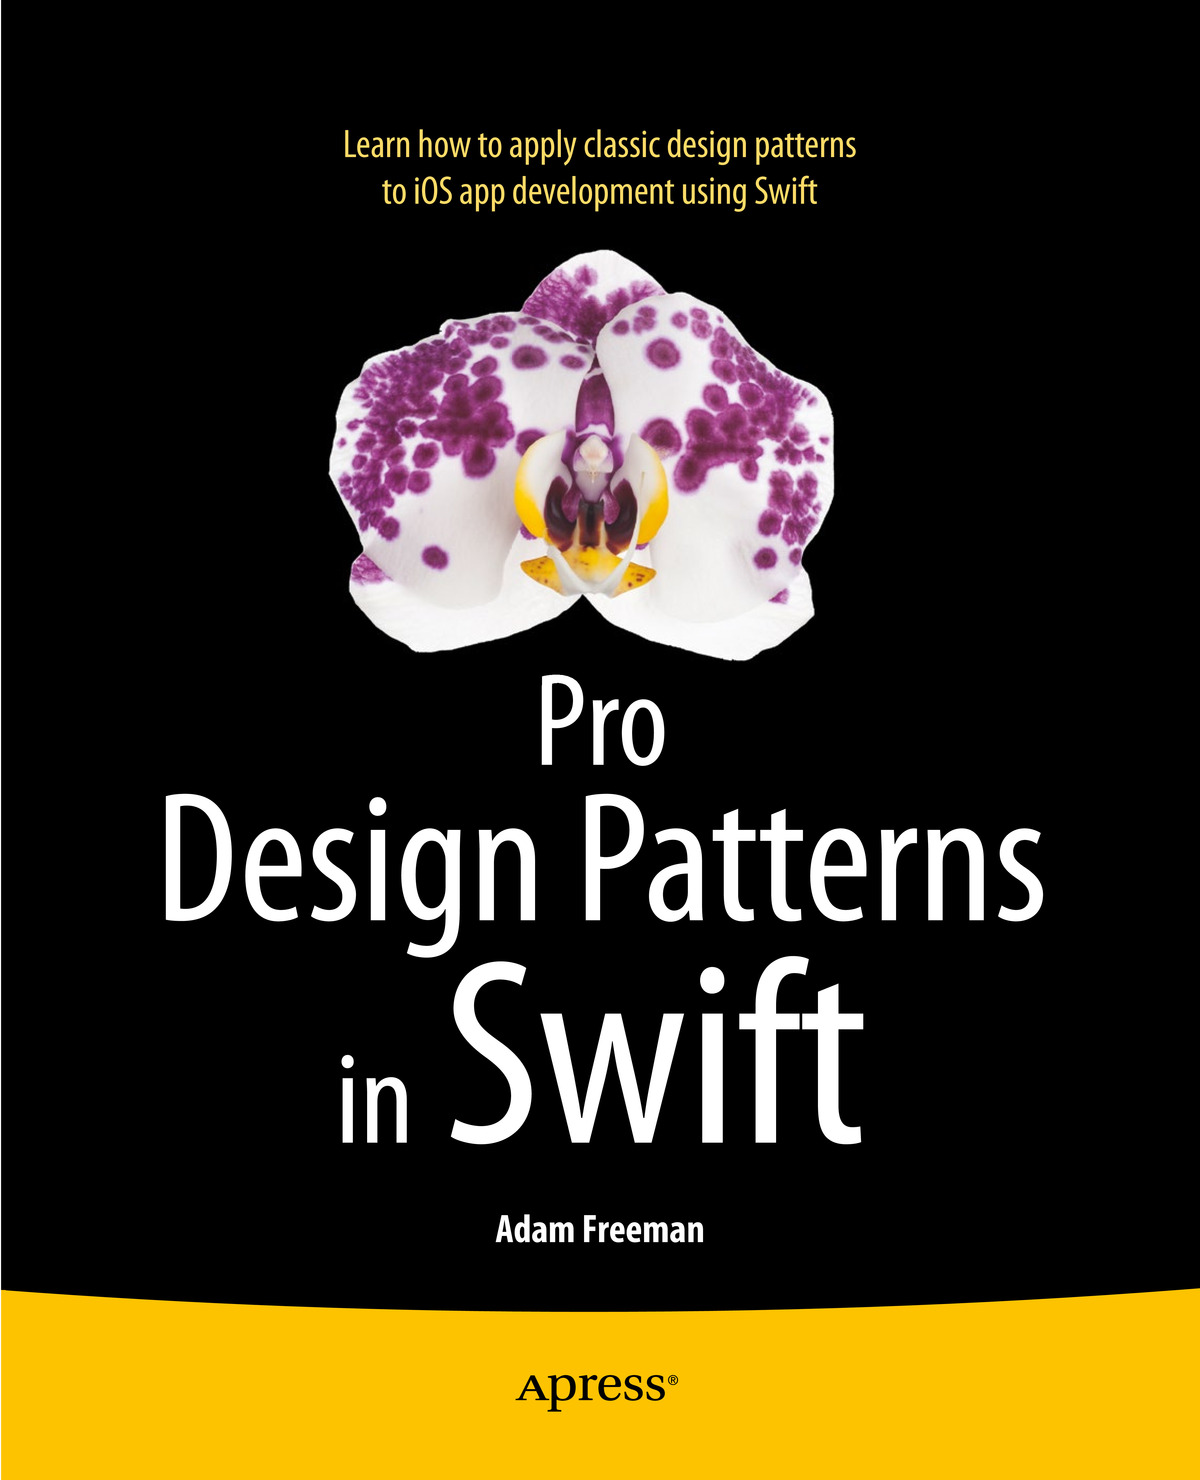 Learn how to apply classic design patterns
to iOS app development using Swift
Pro
Design Patterns
in Swift
Adam Freeman
Apress®